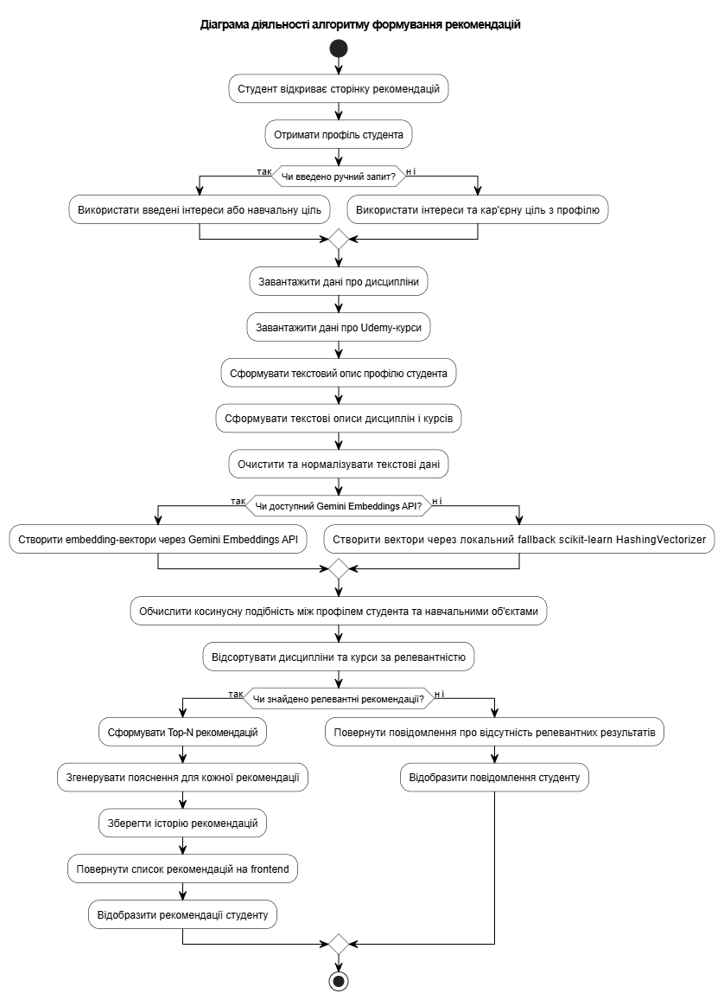 Діаграма діяльності алгоритму формування рекомендацій
Студент відкриває сторінку рекомендацій
Отримати профіль студента
так
Чи введено ручний запит?
ні
Використати введені інтереси або навчальну ціль
Використати інтереси та кар'єрну ціль з профілю
Завантажити дані про дисципліни
Завантажити дані про Udemy-курси
Сформувати текстовий опис профілю студента
Сформувати текстові описи дисциплін і курсів
Очистити та нормалізувати текстові дані
так
Чи доступний Gemini Embeddings API?
ні
Створити embedding-вектори через Gemini Embeddings API
Створити вектори через локальний fallback scikit-learn HashingVectorizer
Обчислити косинусну подібність між профілем студента та навчальними об'єктами
Відсортувати дисципліни та курси за релевантністю
так
Чи знайдено релевантні рекомендації?
ні
Сформувати Top-N рекомендацій
Повернути повідомлення про відсутність релевантних результатів
Згенерувати пояснення для кожної рекомендації
Відобразити повідомлення студенту
Зберегти історію рекомендацій
Повернути список рекомендацій на frontend
Відобразити рекомендації студенту